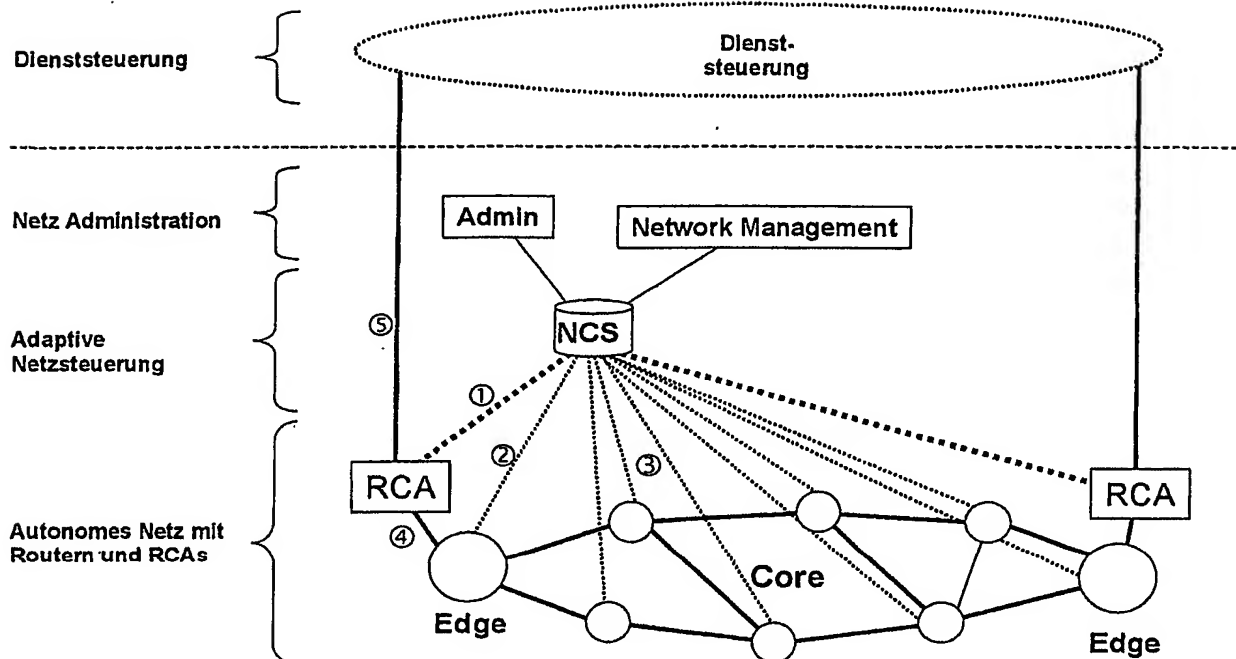 Dienststeuerung
Dienst-
steuerung
Netz Administration
Admin
Network Management
Adaptive
Netzsteuerung
⑤
NCS
①
②
③
RCA
RCA
④
Autonomes Netz mit
Routern und RCAs
Core
Edge
Edge